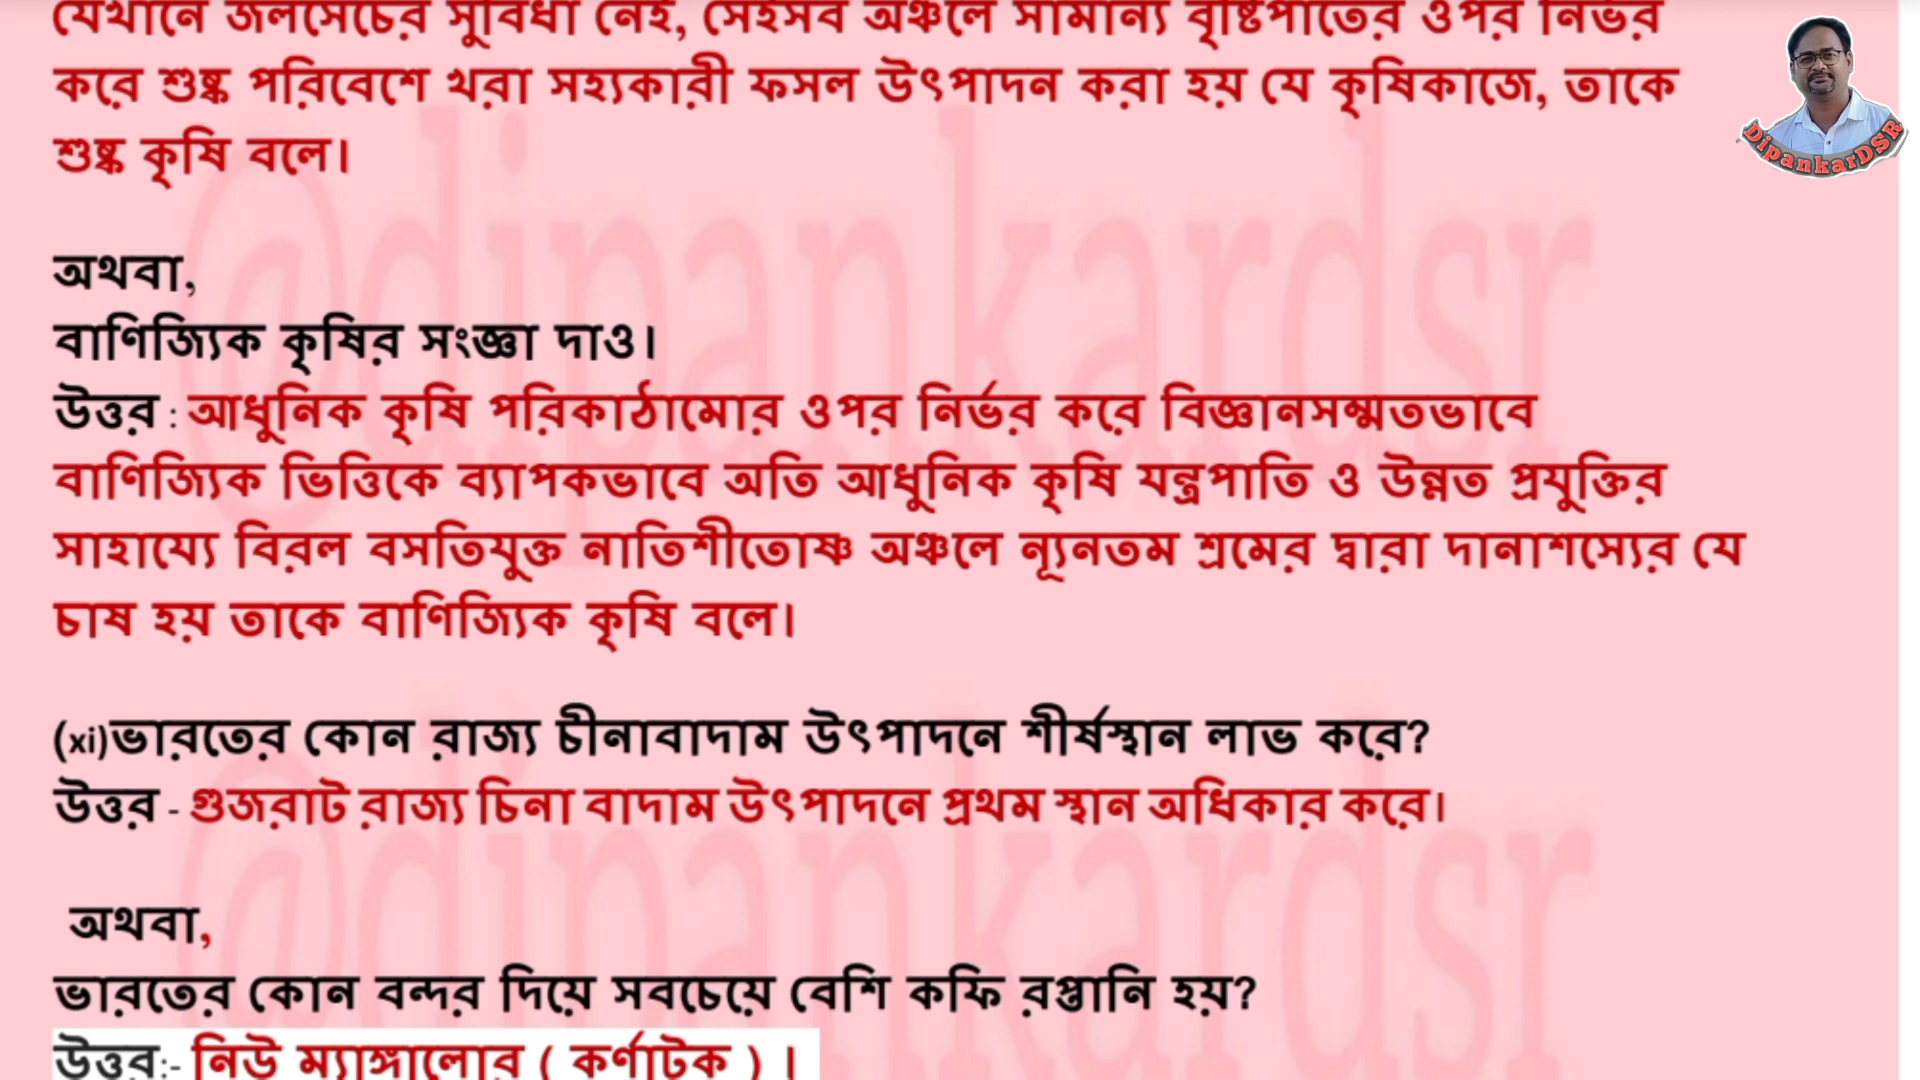 যেখানে জলসেচের সুবিধা নেই, সেইসব অঞ্চলে সামান্য বৃষ্টিপাতের ওপর নির্ভর
করে শুষ্ক পরিবেশে খরা সহ্যকারী ফসল উৎপাদন করা হয় যে কৃষিকাজে, তাকে
শুষ্ক কৃষি বলে।
অথবা,
বাণিজ্যিক কৃষির সংজ্ঞা দাও।
উত্তর : আধুনিক কৃষি পরিকাঠামোর ওপর নির্ভর করে বিজ্ঞানসম্মতভাবে
বাণিজ্যিক ভিত্তিকে ব্যাপকভাবে অতি আধুনিক কৃষি যন্ত্রপাতি ও উন্নত প্রযুক্তির
সাহায্যে বিরল বসতিযুক্ত নাতিশীতোষ্ণ অঞ্চলে ন্যূনতম শ্রমের দ্বারা দানাশস্যের যে
চাষ হয় তাকে বাণিজ্যিক কৃষি বলে।
(xi)ভারতের কোন রাজ্য চীনাবাদাম উৎপাদনে শীর্ষস্থান লাভ করে?
উত্তর - গুজরাট রাজ্য চিনা বাদাম উৎপাদনে প্রথম স্থান অধিকার করে।
অথবা,
ভারতের কোন বন্দর দিয়ে সবচেয়ে বেশি কফি রপ্তানি হয়?
উত্তর:- নিউ ম্যাঙ্গালোর ( কর্ণাটক ) ।
DipankarDSR
@dipankardsr
@dipankardsr